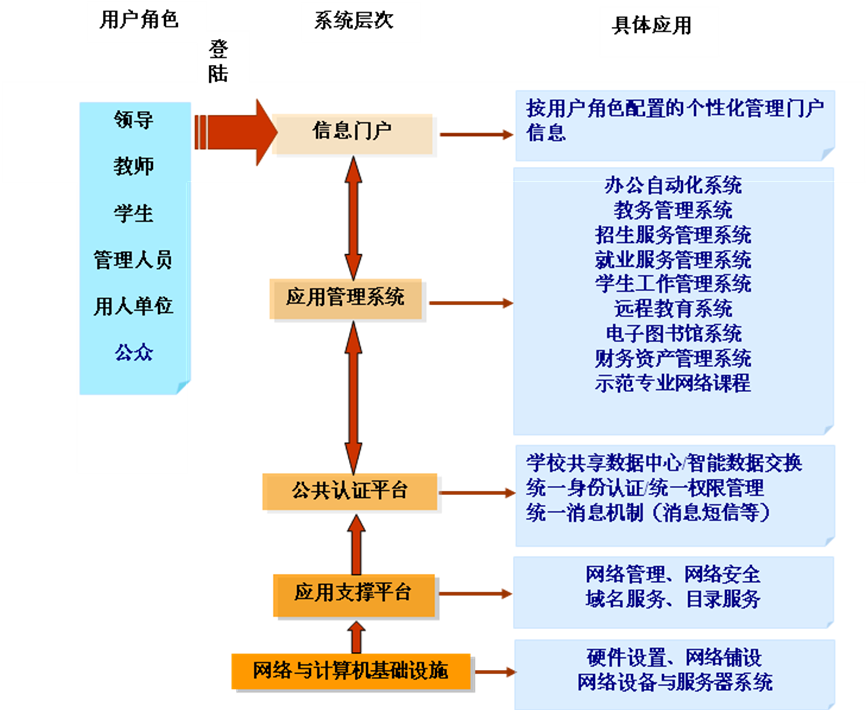 用户角色
系统层次
具体应用
登
陆
领导
教师
学生
管理人员
用人单位
公众
信息门户
按用户角色配置的个性化管理门户
信息
应用管理系统
办公自动化系统
教务管理系统
招生服务管理系统
就业服务管理系统
学生工作管理系统
远程教育系统
电子图书馆系统
财务资产管理系统
示范专业网络课程
公共认证平台
学校共享数据中心/智能数据交换
统一身份认证/统一权限管理
统一消息机制（消息短信等）
应用支撑平台
网络管理、网络安全
域名服务、目录服务
网络与计算机基础设施
硬件设置、网络铺设
网络设备与服务器系统